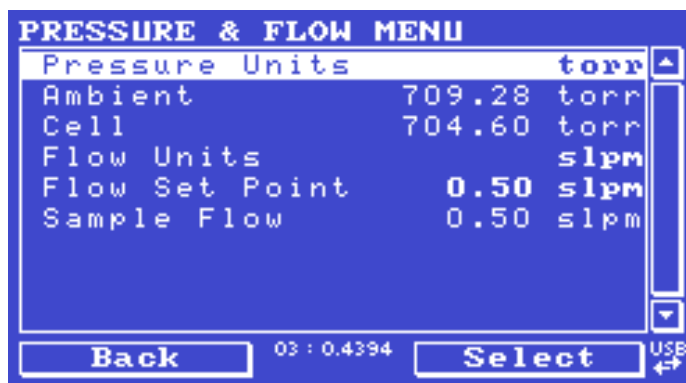 PRESSURE & FLOW MENU
Pressure Units torr
Ambient 709.28 torr
Cell 704.60 torr
Flow Units slpm
Flow Set Point 0.50 slpm
Sample Flow 0.50 slpm
Back 03 : 0.4394 Select USB